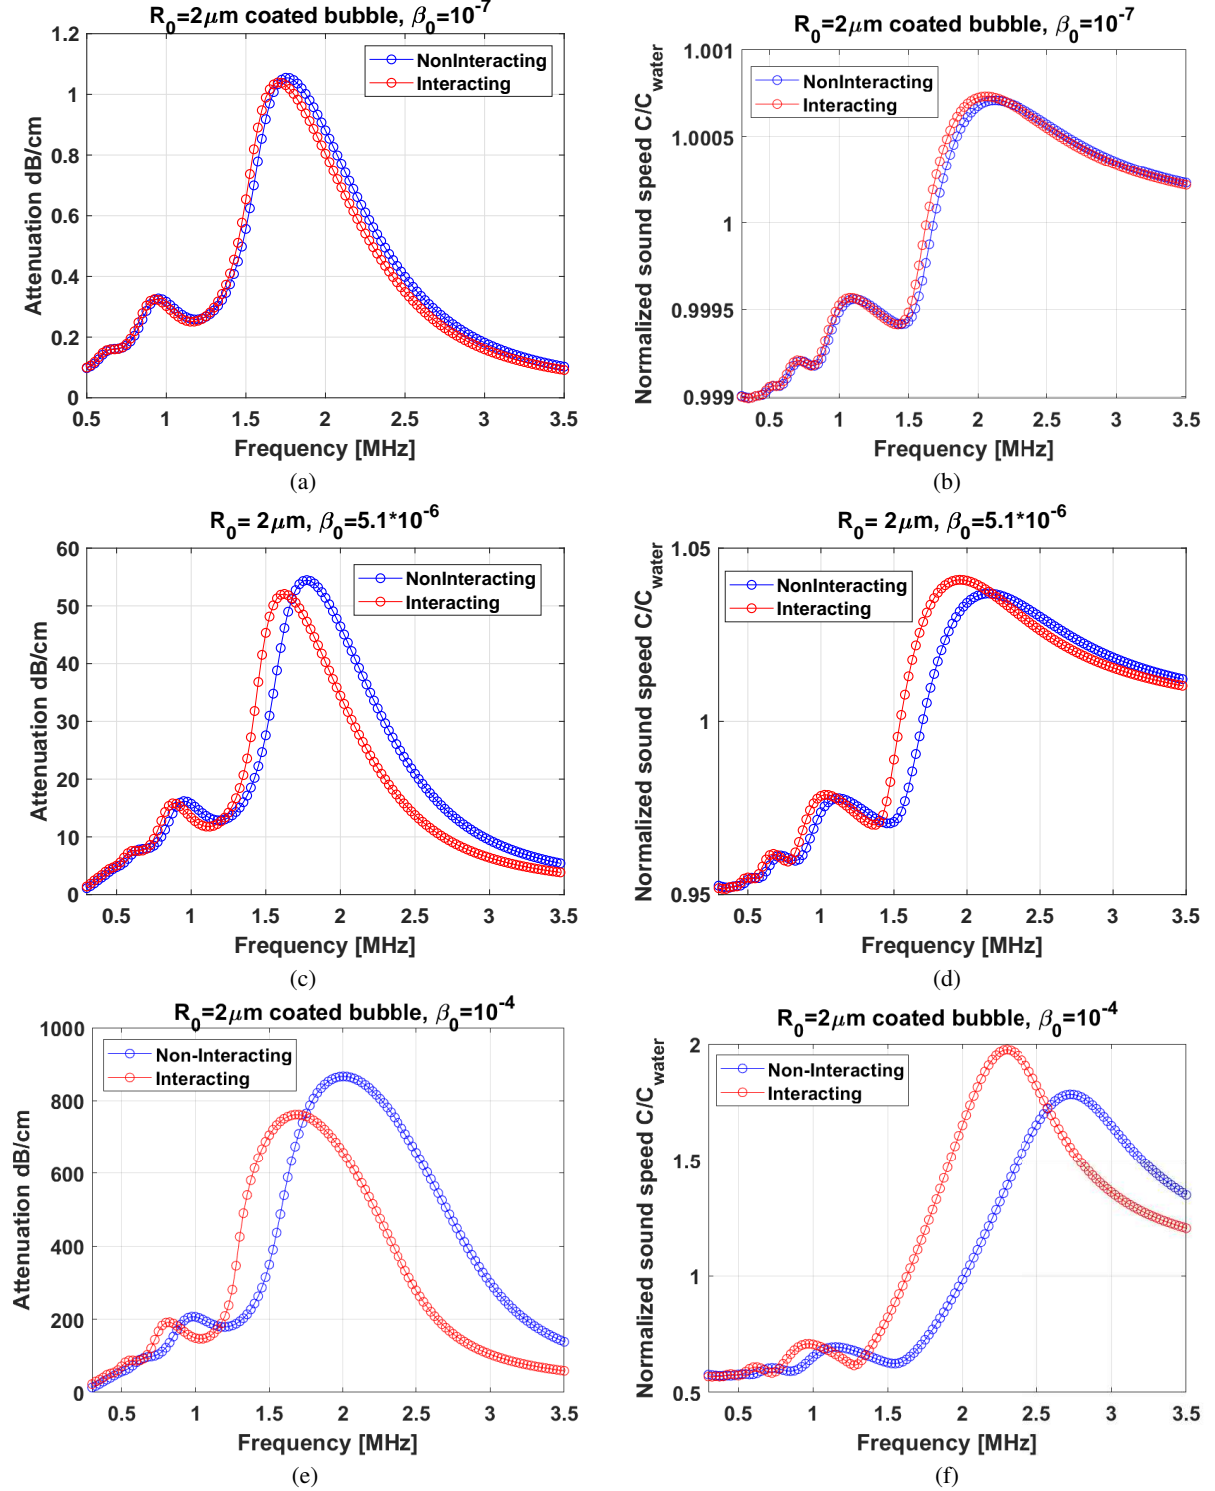 R0=2μm coated bubble, β0=10-7
1.2
1
0.8
0.6
0.4
0.2
0
Attenuation dB/cm
NonInteracting
Interacting
0.5 1 1.5 2 2.5 3 3.5
Frequency [MHz]
(a)
R0=2μm coated bubble, β0=10-7
1.001
1.0005
1
0.9995
0.999
Normalized sound speed C/Cwater
NonInteracting
Interacting
0.5 1 1.5 2 2.5 3 3.5
Frequency [MHz]
(b)
R0= 2μm, β0=5.1*10-6
60
50
40
30
20
10
0
Attenuation dB/cm
NonInteracting
Interacting
0.5 1 1.5 2 2.5 3 3.5
Frequency [MHz]
(c)
R0= 2μm, β0=5.1*10-6
1.05
1
0.95
Normalized sound speed C/Cwater
NonInteracting
Interacting
0.5 1 1.5 2 2.5 3 3.5
Frequency [MHz]
(d)
R0=2μm coated bubble, β0=10-4
1000
800
600
400
200
0
Attenuation dB/cm
Non-Interacting
Interacting
0.5 1 1.5 2 2.5 3 3.5
Frequency [MHz]
(e)
R0=2μm coated bubble, β0=10-4
2
1.5
1
0.5
Normalized sound speed C/Cwater
Non-Interacting
Interacting
0.5 1 1.5 2 2.5 3 3.5
Frequency [MHz]
(f)